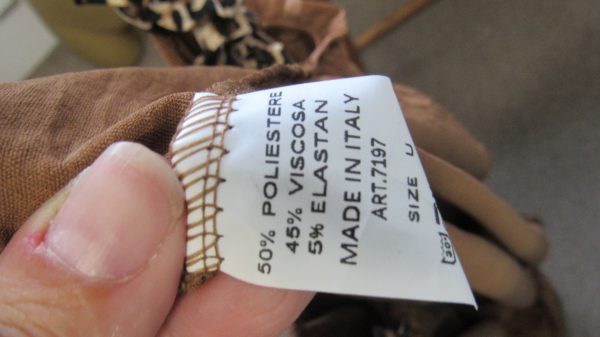 50% POLIESTERE
45% VISCOSA
5% ELASTAN
MADE IN ITALY
ART.7197
SIZE U